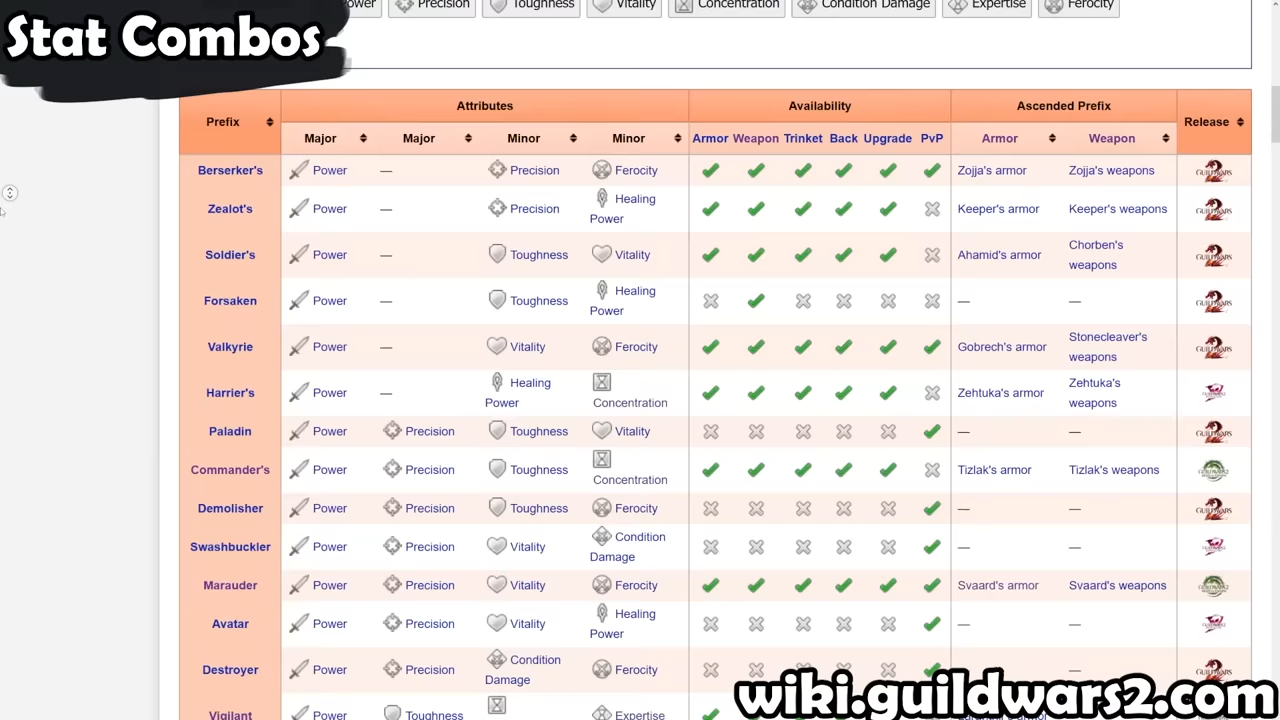 Stat Combos
Power Precision Toughness Vitality Concentration Condition Damage Expertise Ferocity
Prefix Attributes Availability Ascended Prefix Release
Major Major Minor Minor Armor Weapon Trinket Back Upgrade PvP Armor Weapon
Berserker's Power — Precision Ferocity Zojja's armor Zojja's weapons
Zealot's Power — Precision Healing Power Keeper's armor Keeper's weapons
Soldier's Power — Toughness Vitality Ahamid's armor Chorben's weapons
Forsaken Power — Toughness Healing Power — —
Valkyrie Power — Vitality Ferocity Gobrech's armor Stonecleaver's weapons
Harrier's Power — Healing Power Concentration Zehtuka's armor Zehtuka's weapons
Paladin Power Precision Toughness Vitality — —
Commander's Power Precision Toughness Concentration Tizlak's armor Tizlak's weapons
Demolisher Power Precision Toughness Ferocity — —
Swashbuckler Power Precision Vitality Condition Damage — —
Marauder Power Precision Vitality Ferocity Svaard's armor Svaard's weapons
Avatar Power Precision Vitality Healing Power — —
Destroyer Power Precision Condition Damage Ferocity — —
Vigilant Power Toughness Expertise
wiki.guildwars2.com